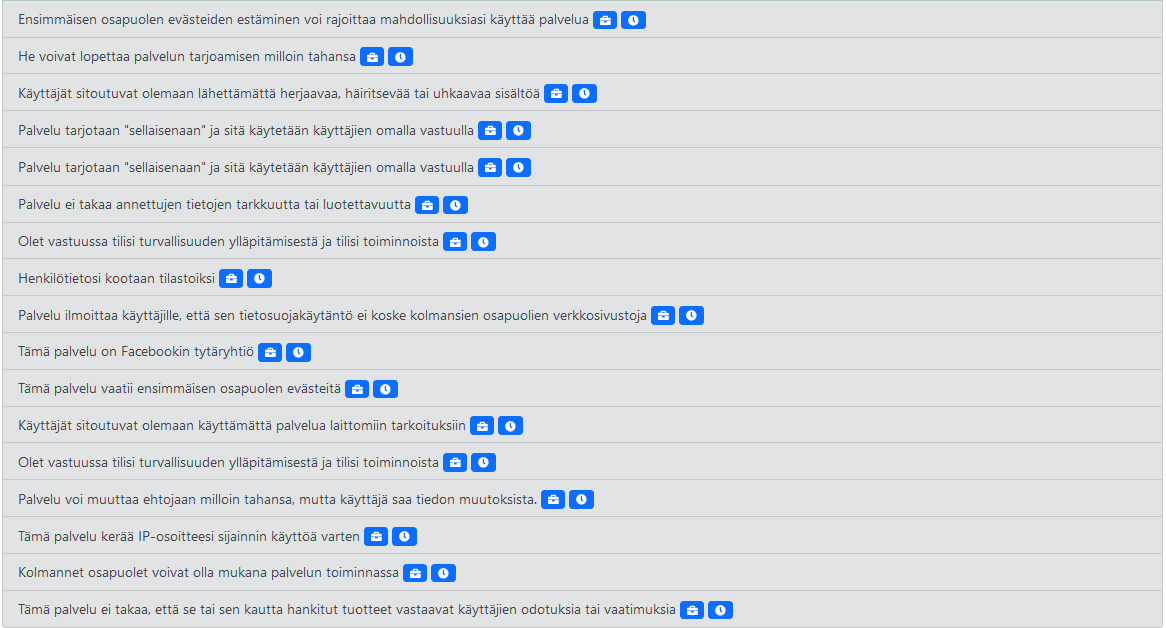 Ensimmäisen osapuolen evästeiden estäminen voi rajoittaa mahdollisuuksiasi käyttää palvelua
He voivat lopettaa palvelun tarjoamisen milloin tahansa
Käyttäjät sitoutuvat olemaan lähettämättä herjaavaa, häiritsevää tai uhkaavaa sisältöä
Palvelu tarjotaan "sellaisenaan" ja sitä käytetään käyttäjien omalla vastuulla
Palvelu tarjotaan "sellaisenaan" ja sitä käytetään käyttäjien omalla vastuulla
Palvelu ei takaa annettujen tietojen tarkkuutta tai luotettavuutta
Olet vastuussa tilisi turvallisuuden ylläpitämisestä ja tilisi toiminnoista
Henkilötietosi kootaan tilastoiksi
Palvelu ilmoittaa käyttäjille, että sen tietosuojakäytäntö ei koske kolmansien osapuolien verkkosivustoja
Tämä palvelu on Facebookin tytäryhtiö
Tämä palvelu vaatii ensimmäisen osapuolen evästeitä
Käyttäjät sitoutuvat olemaan käyttämättä palvelua laittomiin tarkoituksiin
Olet vastuussa tilisi turvallisuuden ylläpitämisestä ja tilisi toiminnoista
Palvelu voi muuttaa ehtojaan milloin tahansa, mutta käyttäjä saa tiedon muutoksista.
Tämä palvelu kerää IP-osoitteesi sijainnin käyttöä varten
Kolmannet osapuolet voivat olla mukana palvelun toiminnassa
Tämä palvelu ei takaa, että se tai sen kautta hankitut tuotteet vastaavat käyttäjien odotuksia tai vaatimuksia